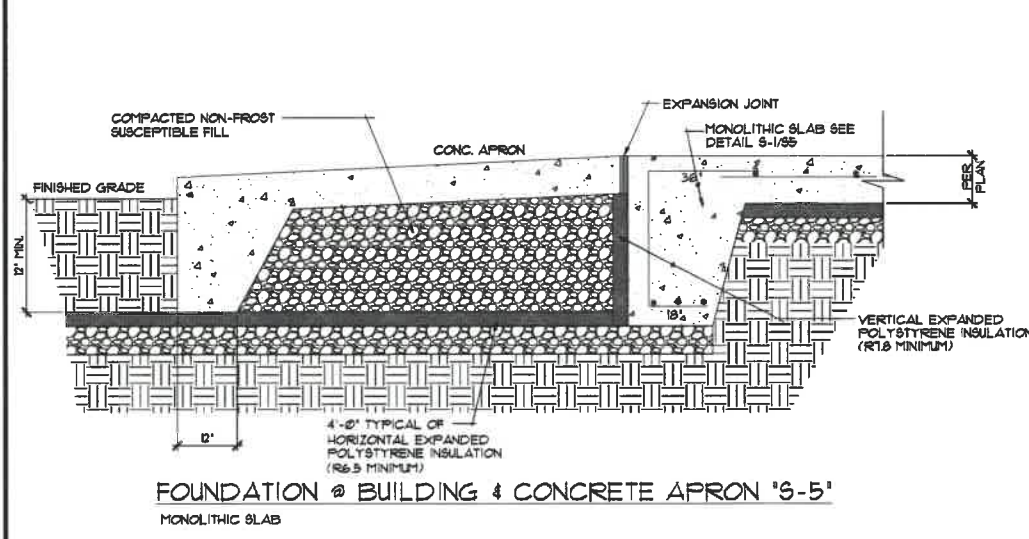 EXPANSION JOINT
COMPACTED NON-FROST
SUSCEPTIBLE FILL
MONOLITHIC SLAB SEE
DETAIL S-1/S5
CONC. APRON
FINISHED GRADE
36"
PER
PLAN
12" MIN.
18"
VERTICAL EXPANDED
POLYSTYRENE INSULATION
(R7.8 MINIMUM)
12"
4'-0" TYPICAL OF
HORIZONTAL EXPANDED
POLYSTYRENE INSULATION
(R6.5 MINIMUM)
FOUNDATION @ BUILDING & CONCRETE APRON "S-5"
MONOLITHIC SLAB